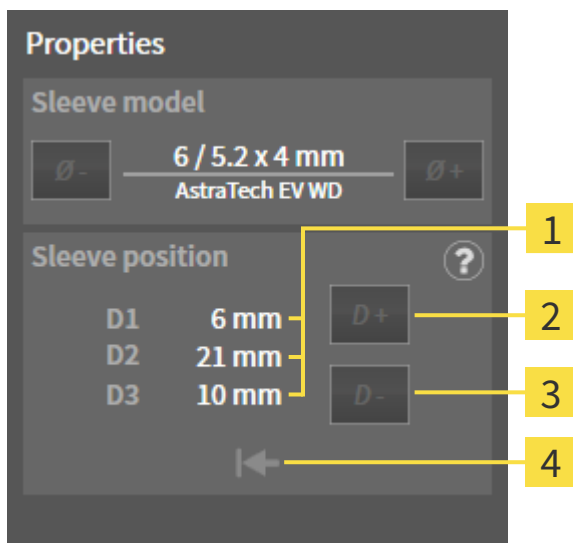 Properties
Sleeve model
Ø - 6 / 5.2 x 4 mm Ø +
AstraTech EV WD
1
Sleeve position ?
D1 6 mm D + 2
D2 21 mm
D3 10 mm D - 3
4